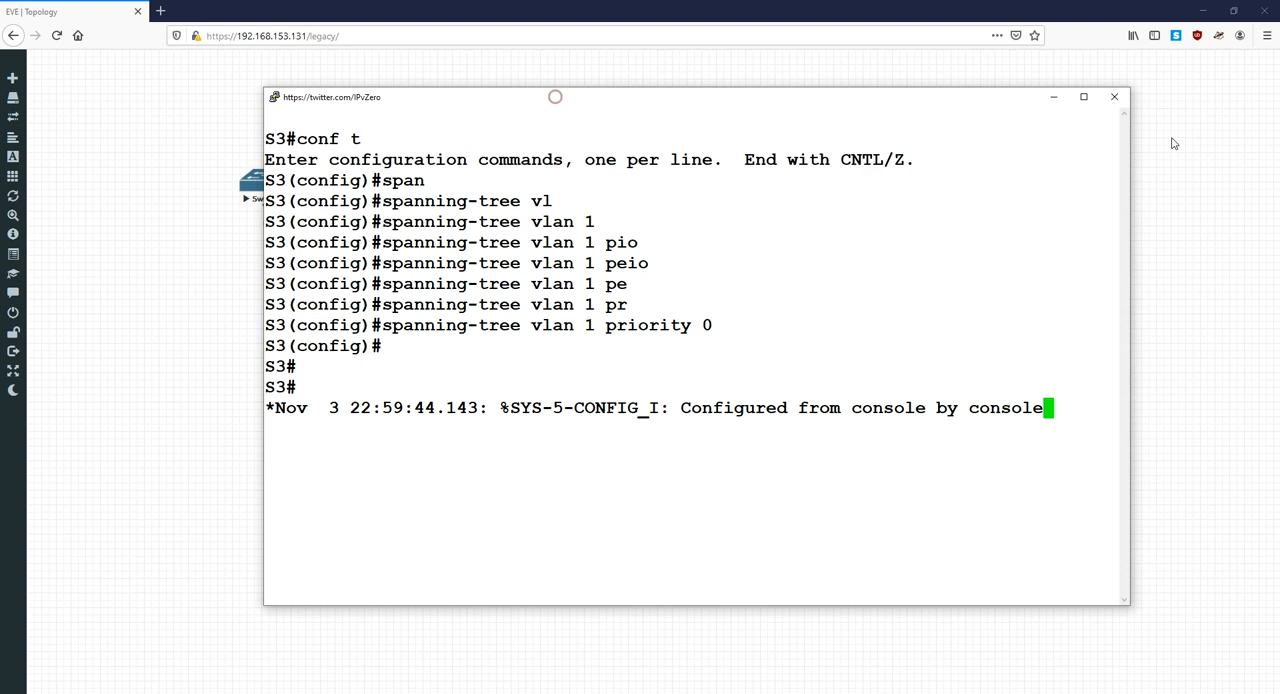 EVE | Topology
https://192.168.153.131/legacy/
https://twitter.com/IPvZero
S3#conf t
Enter configuration commands, one per line.  End with CNTL/Z.
S3(config)#span
S3(config)#spanning-tree vl
S3(config)#spanning-tree vlan 1
S3(config)#spanning-tree vlan 1 pio
S3(config)#spanning-tree vlan 1 peio
S3(config)#spanning-tree vlan 1 pe
S3(config)#spanning-tree vlan 1 pr
S3(config)#spanning-tree vlan 1 priority 0
S3(config)#
S3#
S3#
*Nov  3 22:59:44.143: %SYS-5-CONFIG_I: Configured from console by console